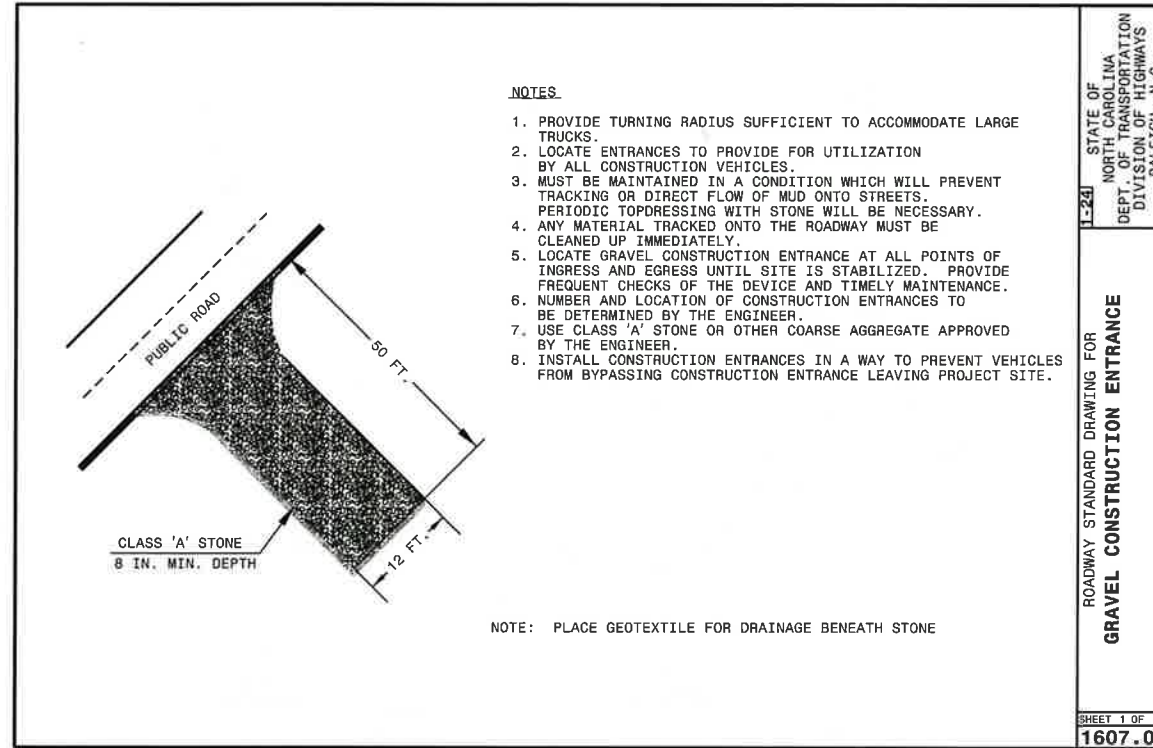 NOTES
1. PROVIDE TURNING RADIUS SUFFICIENT TO ACCOMMODATE LARGE
TRUCKS.
2. LOCATE ENTRANCES TO PROVIDE FOR UTILIZATION
BY ALL CONSTRUCTION VEHICLES.
3. MUST BE MAINTAINED IN A CONDITION WHICH WILL PREVENT
TRACKING OR DIRECT FLOW OF MUD ONTO STREETS.
PERIODIC TOPDRESSING WITH STONE WILL BE NECESSARY.
4. ANY MATERIAL TRACKED ONTO THE ROADWAY MUST BE
CLEANED UP IMMEDIATELY.
5. LOCATE GRAVEL CONSTRUCTION ENTRANCE AT ALL POINTS OF
INGRESS AND EGRESS UNTIL SITE IS STABILIZED. PROVIDE
FREQUENT CHECKS OF THE DEVICE AND TIMELY MAINTENANCE.
6. NUMBER AND LOCATION OF CONSTRUCTION ENTRANCES TO
BE DETERMINED BY THE ENGINEER.
7. USE CLASS 'A' STONE OR OTHER COARSE AGGREGATE APPROVED
BY THE ENGINEER.
8. INSTALL CONSTRUCTION ENTRANCES IN A WAY TO PREVENT VEHICLES
FROM BYPASSING CONSTRUCTION ENTRANCE LEAVING PROJECT SITE.
PUBLIC ROAD
50 FT.
12 FT.
CLASS 'A' STONE
8 IN. MIN. DEPTH
NOTE: PLACE GEOTEXTILE FOR DRAINAGE BENEATH STONE
1-24
STATE OF
NORTH CAROLINA
DEPT. OF TRANSPORTATION
DIVISION OF HIGHWAYS
ROADWAY STANDARD DRAWING FOR
GRAVEL CONSTRUCTION ENTRANCE
SHEET 1 OF
1607.0